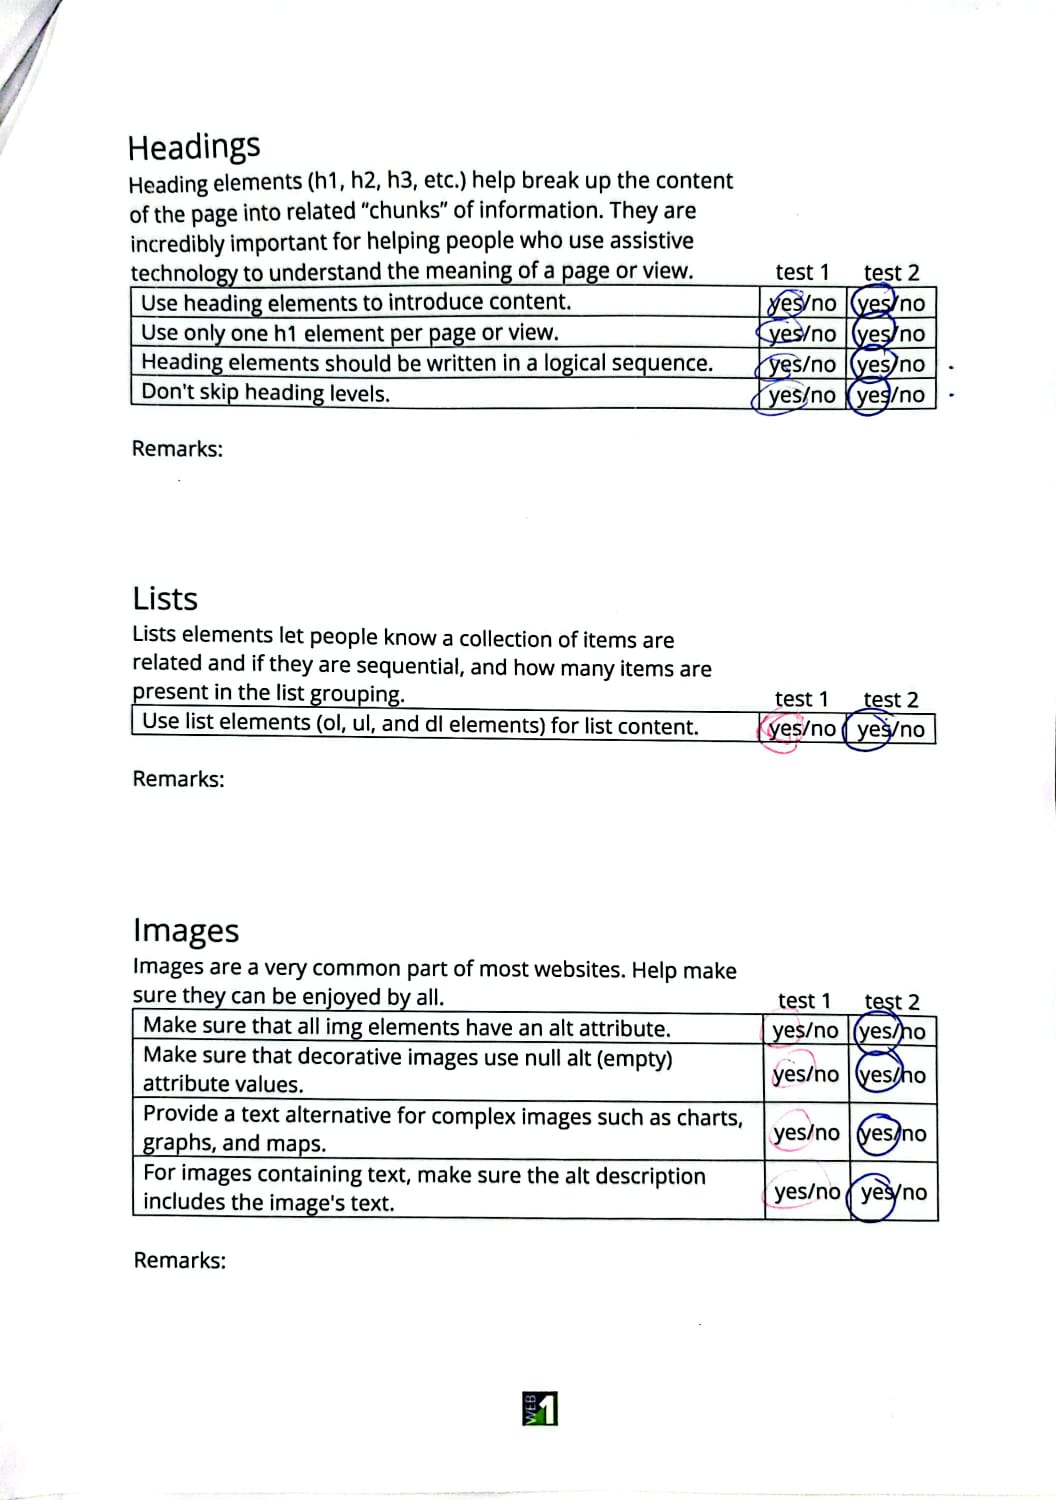 Headings
Heading elements (h1, h2, h3, etc.) help break up the content
of the page into related "chunks" of information. They are
incredibly important for helping people who use assistive
technology to understand the meaning of a page or view. test 1 test 2
Use heading elements to introduce content. yes/no yes/no
Use only one h1 element per page or view. yes/no yes/no
Heading elements should be written in a logical sequence. yes/no yes/no
Don't skip heading levels. yes/no yes/no
Remarks:
Lists
Lists elements let people know a collection of items are
related and if they are sequential, and how many items are
present in the list grouping. test 1 test 2
Use list elements (ol, ul, and dl elements) for list content. yes/no yes/no
Remarks:
Images
Images are a very common part of most websites. Help make
sure they can be enjoyed by all. test 1 test 2
Make sure that all img elements have an alt attribute. yes/no yes/no
Make sure that decorative images use null alt (empty)
attribute values. yes/no yes/no
Provide a text alternative for complex images such as charts,
graphs, and maps. yes/no yes/no
For images containing text, make sure the alt description
includes the image's text. yes/no yes/no
Remarks:
WEB 1